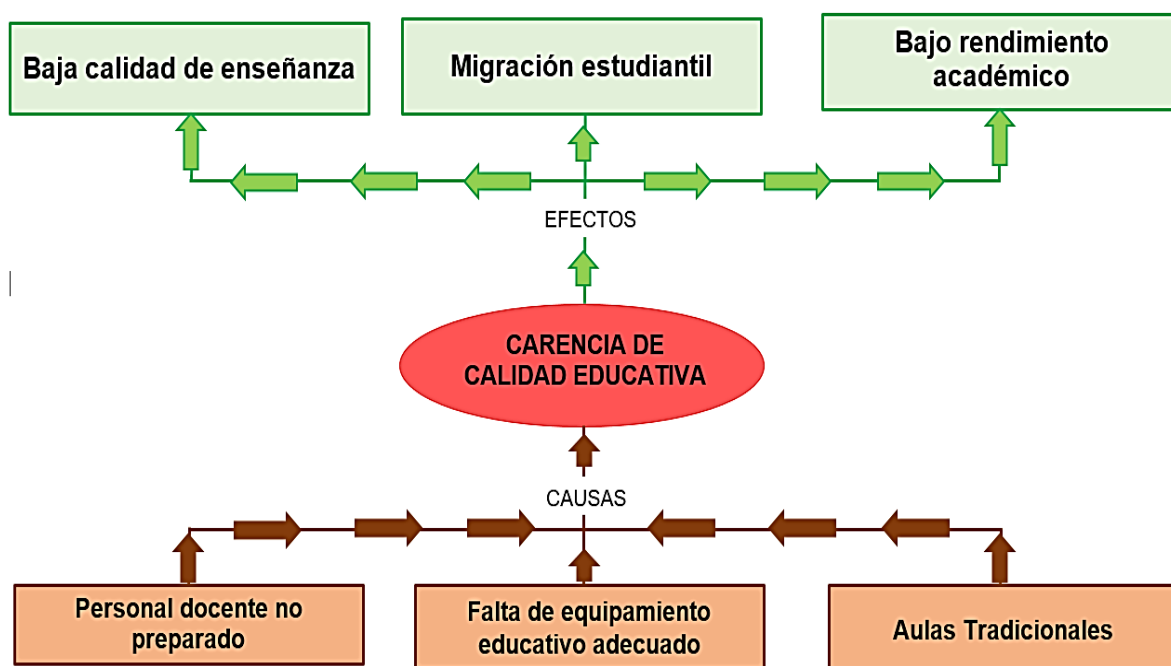 Baja calidad de enseñanza
Migración estudiantil
Bajo rendimiento
académico
EFECTOS
CARENCIA DE
CALIDAD EDUCATIVA
CAUSAS
Personal docente no
preparado
Falta de equipamiento
educativo adecuado
Aulas Tradicionales